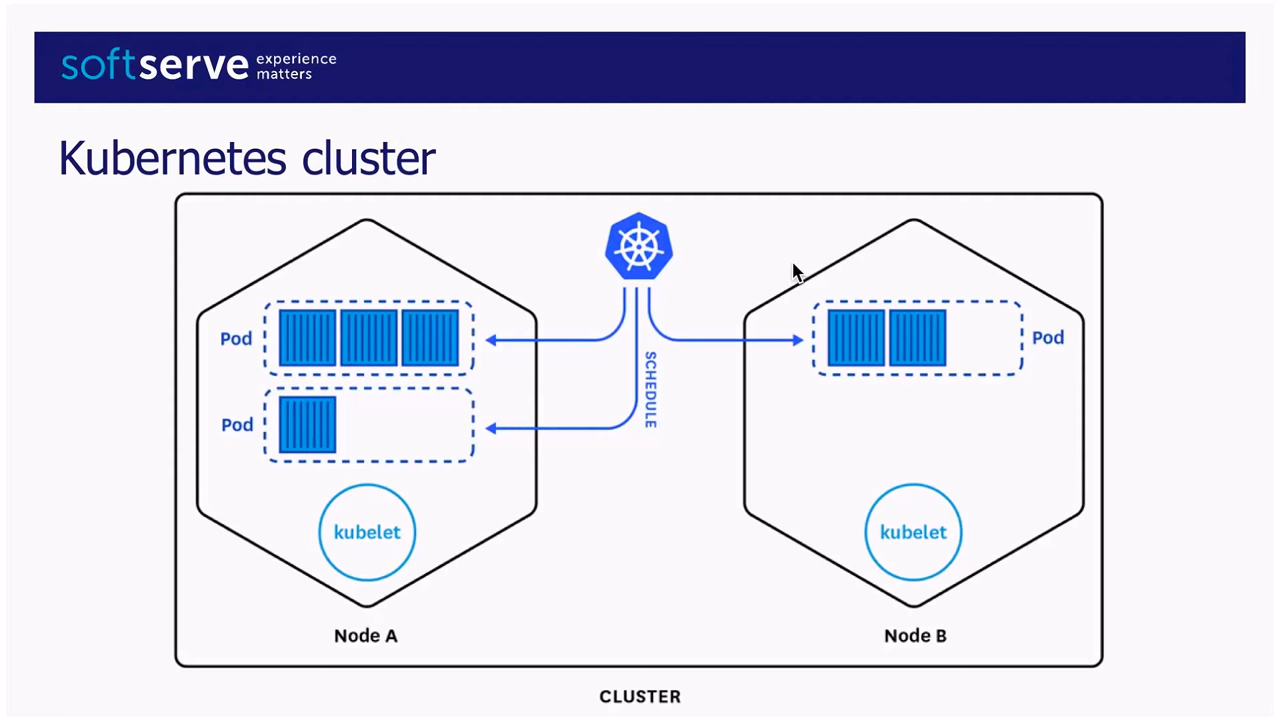 softserve experience
matters
Kubernetes cluster
Pod
Pod
SCHEDULE
Pod
kubelet
kubelet
Node A
Node B
CLUSTER